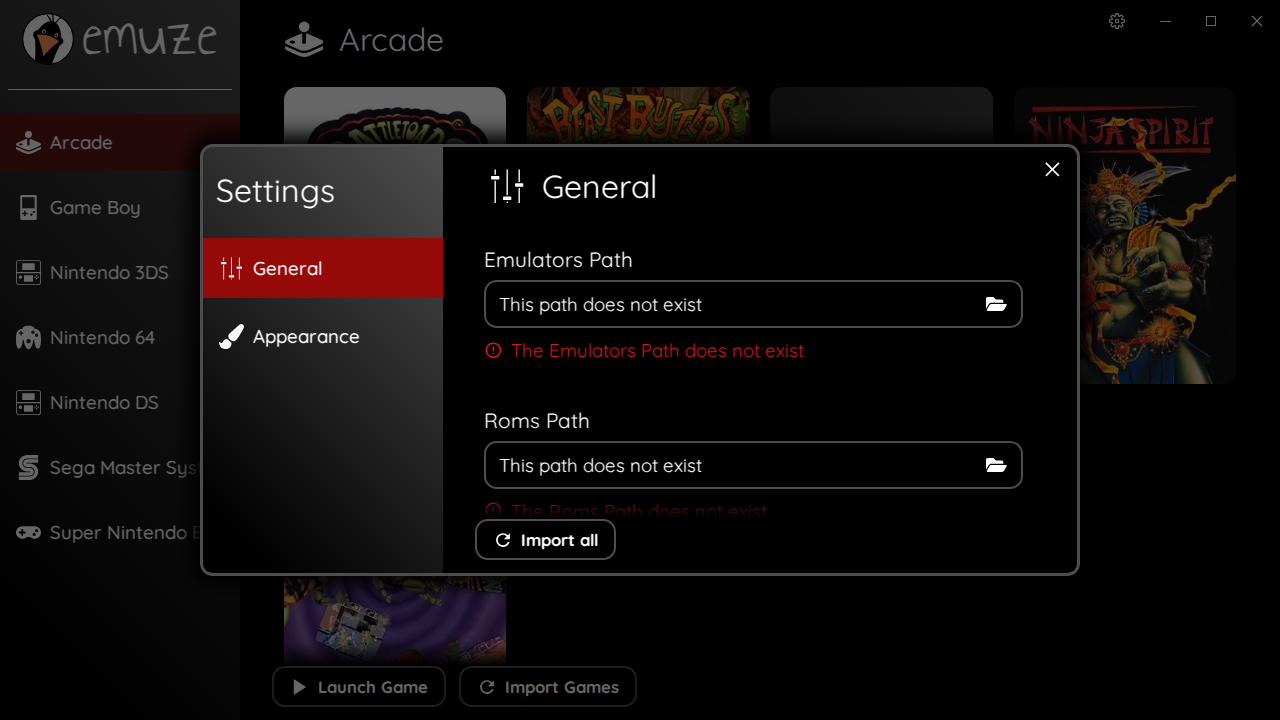 emuze
Arcade
Arcade
Game Boy
Nintendo 3DS
Nintendo 64
Nintendo DS
Sega Master Sys
Super Nintendo
BEAST BUSTERS
NINJA SPIRIT
Settings
General
Appearance
General
Emulators Path
This path does not exist
The Emulators Path does not exist
Roms Path
This path does not exist
The Roms Path does not exist
Import all
Launch Game
Import Games